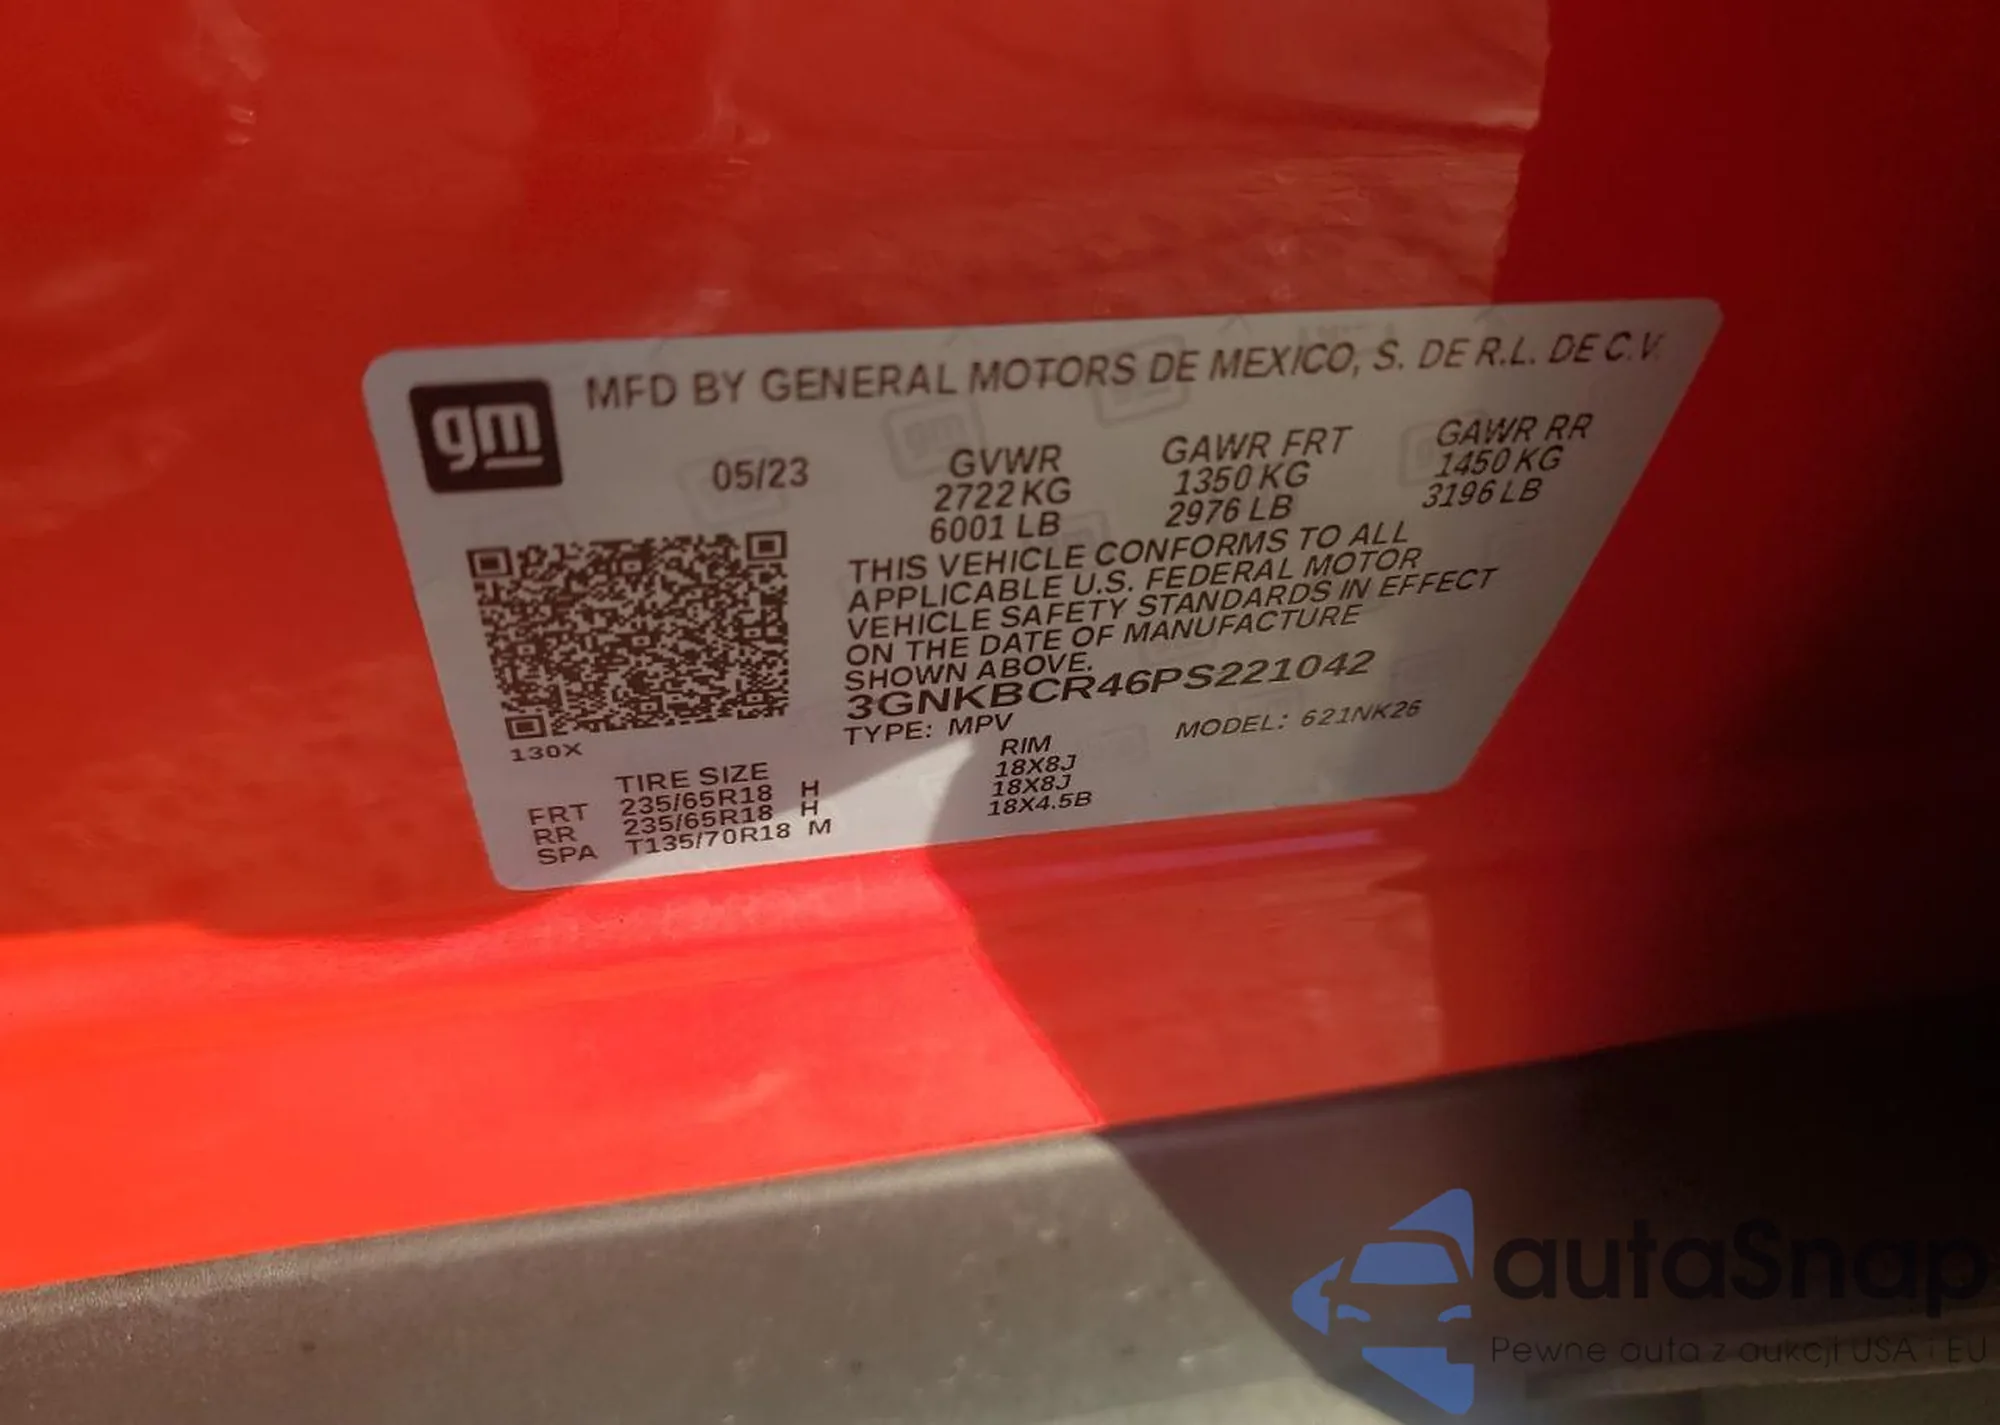 gm
MFD BY GENERAL MOTORS DE MEXICO, S. DE R.L. DE C.V.
05/23
GVWR GAWR FRT GAWR RR
2722 KG 1350 KG 1450 KG
6001 LB 2976 LB 3196 LB
THIS VEHICLE CONFORMS TO ALL
APPLICABLE U.S. FEDERAL MOTOR
VEHICLE SAFETY STANDARDS IN EFFECT
ON THE DATE OF MANUFACTURE
SHOWN ABOVE.
3GNKBCR46PS221042
TYPE: MPV MODEL: 621NK26
130X
TIRE SIZE RIM
FRT 235/65R18 H 18X8J
RR 235/65R18 H 18X8J
SPA T135/70R18 M 18X4.5B
autaSnap
Pewne auta z aukcji USA i EU